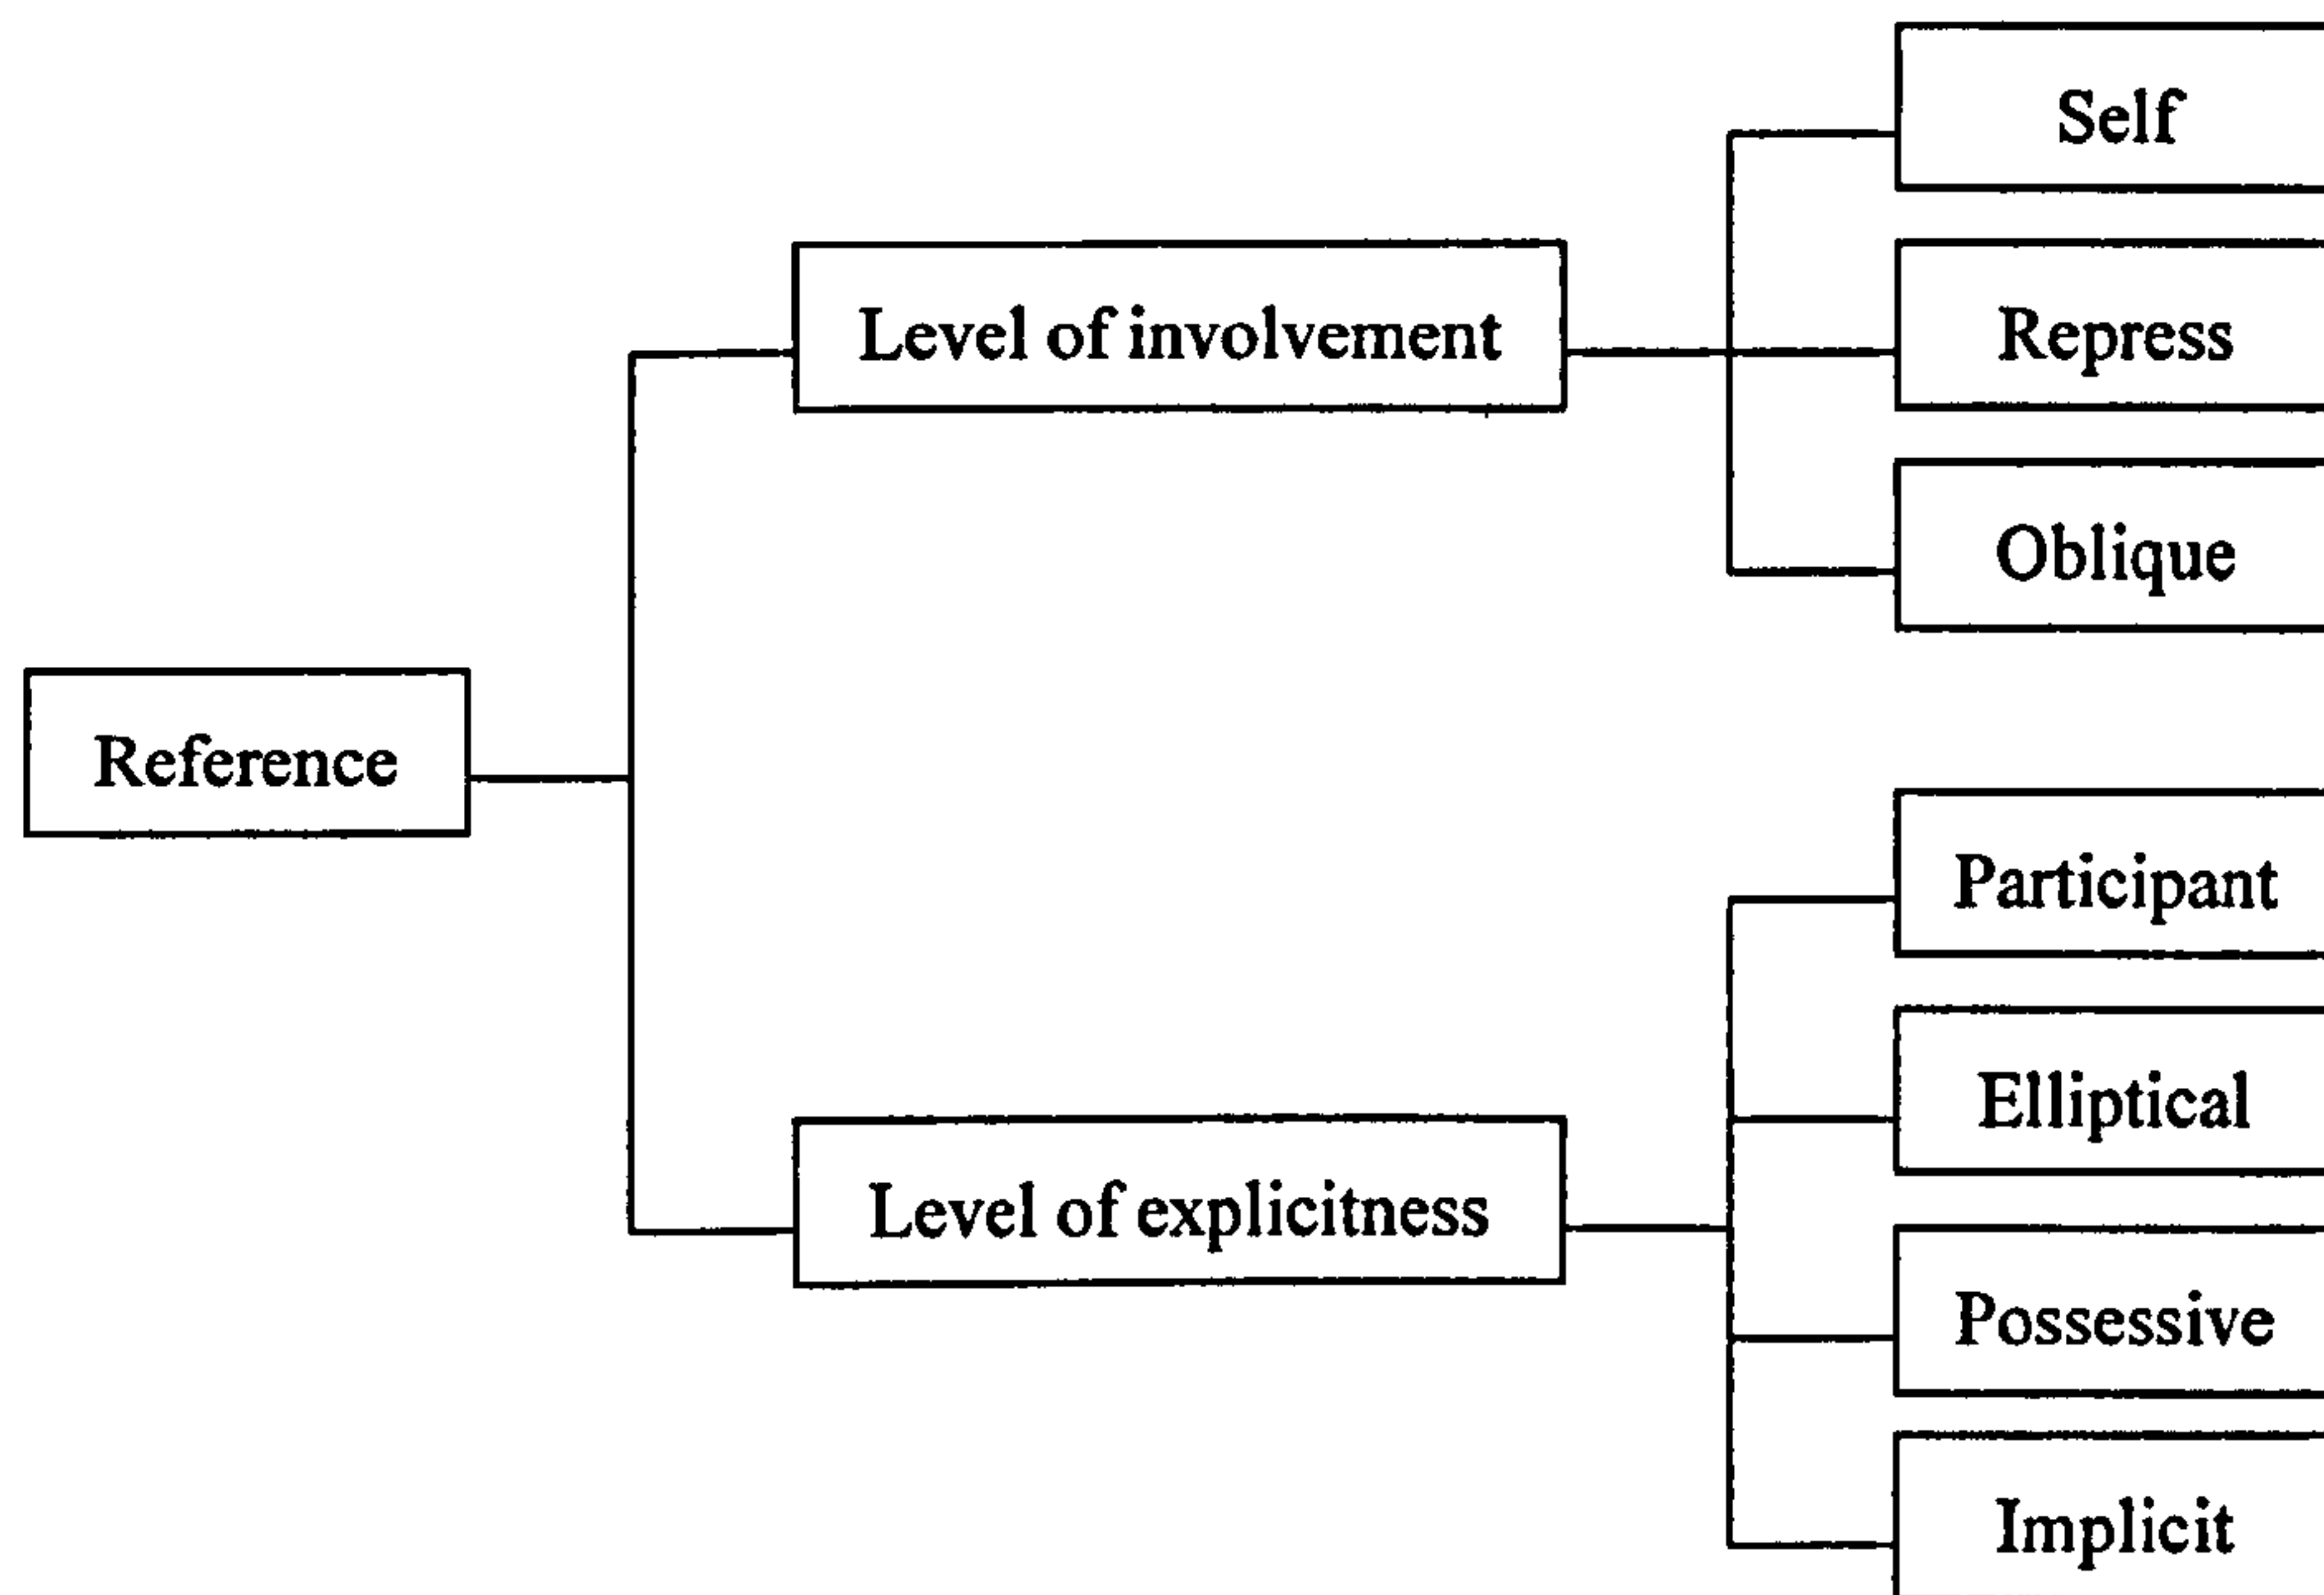 Reference
Level of involvement
Self
Repress
Oblique
Level of explicitness
Participant
Elliptical
Possessive
Implicit